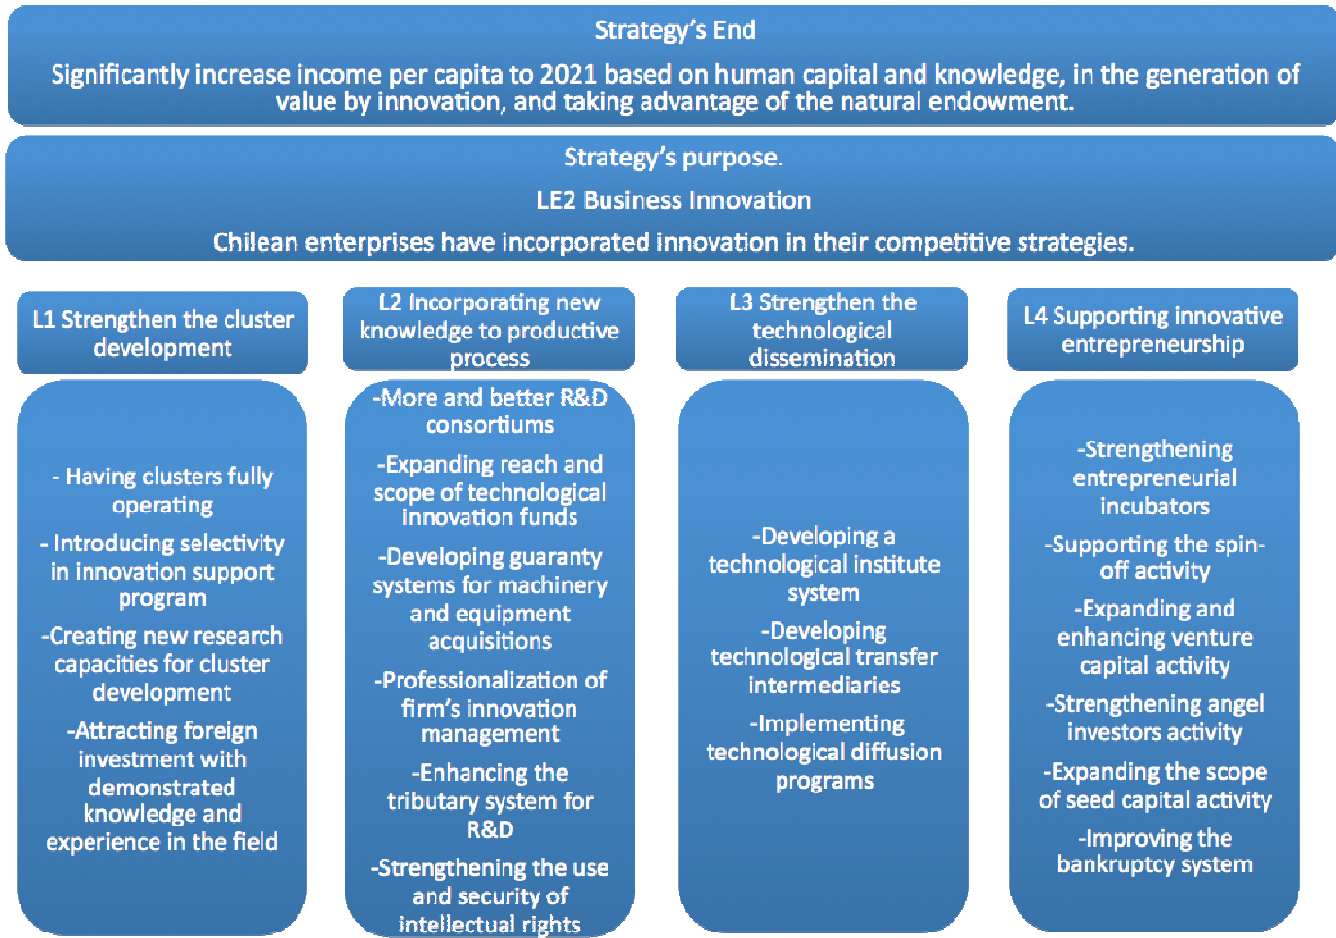 Strategy's End
Significantly increase income per capita to 2021 based on human capital and knowledge, in the generation of
value by innovation, and taking advantage of the natural endowment.
Strategy's purpose.
LE2 Business Innovation
Chilean enterprises have incorporated innovation in their competitive strategies.
L1 Strengthen the cluster
development
- Having clusters fully
operating
- Introducing selectivity
in innovation support
program
-Creating new research
capacities for cluster
development
-Attracting foreign
investment with
demonstrated
knowledge and
experience in the field
L2 Incorporating new
knowledge to productive
process
-More and better R&D
consortiums
-Expanding reach and
scope of technological
innovation funds
-Developing guaranty
systems for machinery
and equipment
acquisitions
-Professionalization of
firm's innovation
management
-Enhancing the
tributary system for
R&D
-Strengthening the use
and security of
intellectual rights
L3 Strengthen the
technological
dissemination
-Developing a
technological institute
system
-Developing
technological transfer
intermediaries
-Implementing
technological diffusion
programs
L4 Supporting innovative
entrepreneurship
-Strengthening
entrepreneurial
incubators
-Supporting the spin-
off activity
-Expanding and
enhancing venture
capital activity
-Strengthening angel
investors activity
-Expanding the scope
of seed capital activity
-Improving the
bankruptcy system